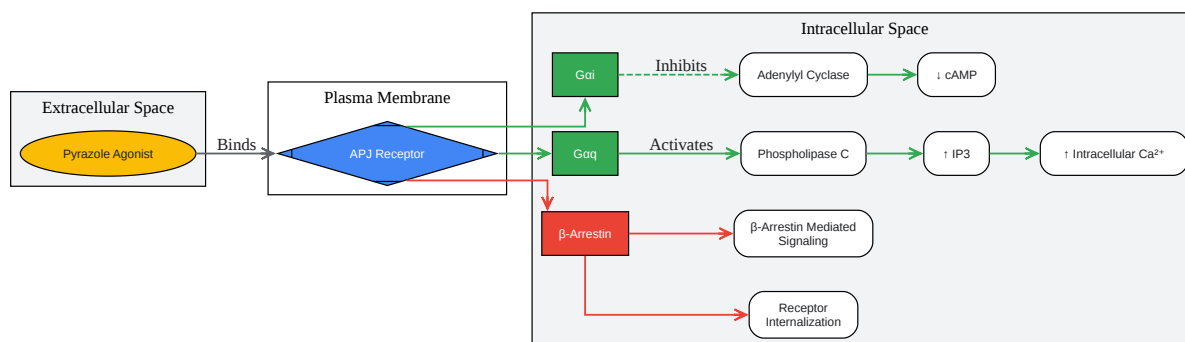 Intracellular Space
Extracellular Space
Plasma Membrane
Pyrazole Agonist
Binds
APJ Receptor
Gαi
Inhibits
Adenylyl Cyclase
↓ cAMP
Gαq
Activates
Phospholipase C
↑ IP3
↑ Intracellular Ca²⁺
β-Arrestin
β-Arrestin Mediated
Signaling
Receptor
Internalization